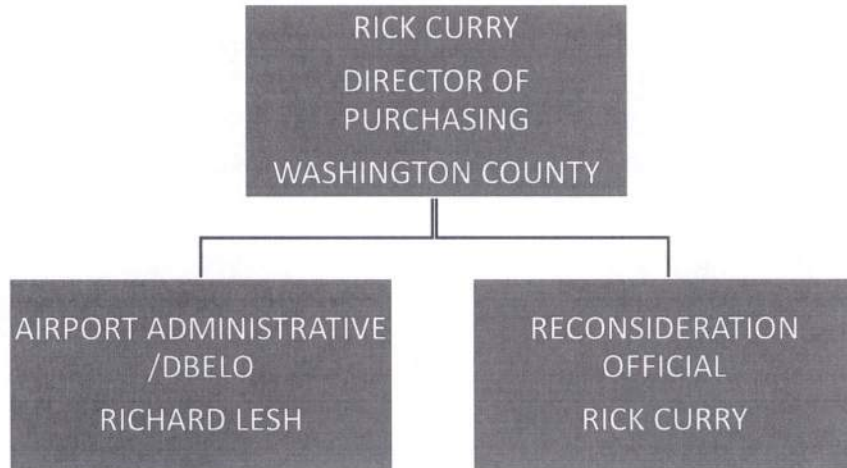 RICK CURRY
DIRECTOR OF
PURCHASING
WASHINGTON COUNTY
AIRPORT ADMINISTRATIVE
/DBELO
RICHARD LESH
RECONSIDERATION
OFFICIAL
RICK CURRY